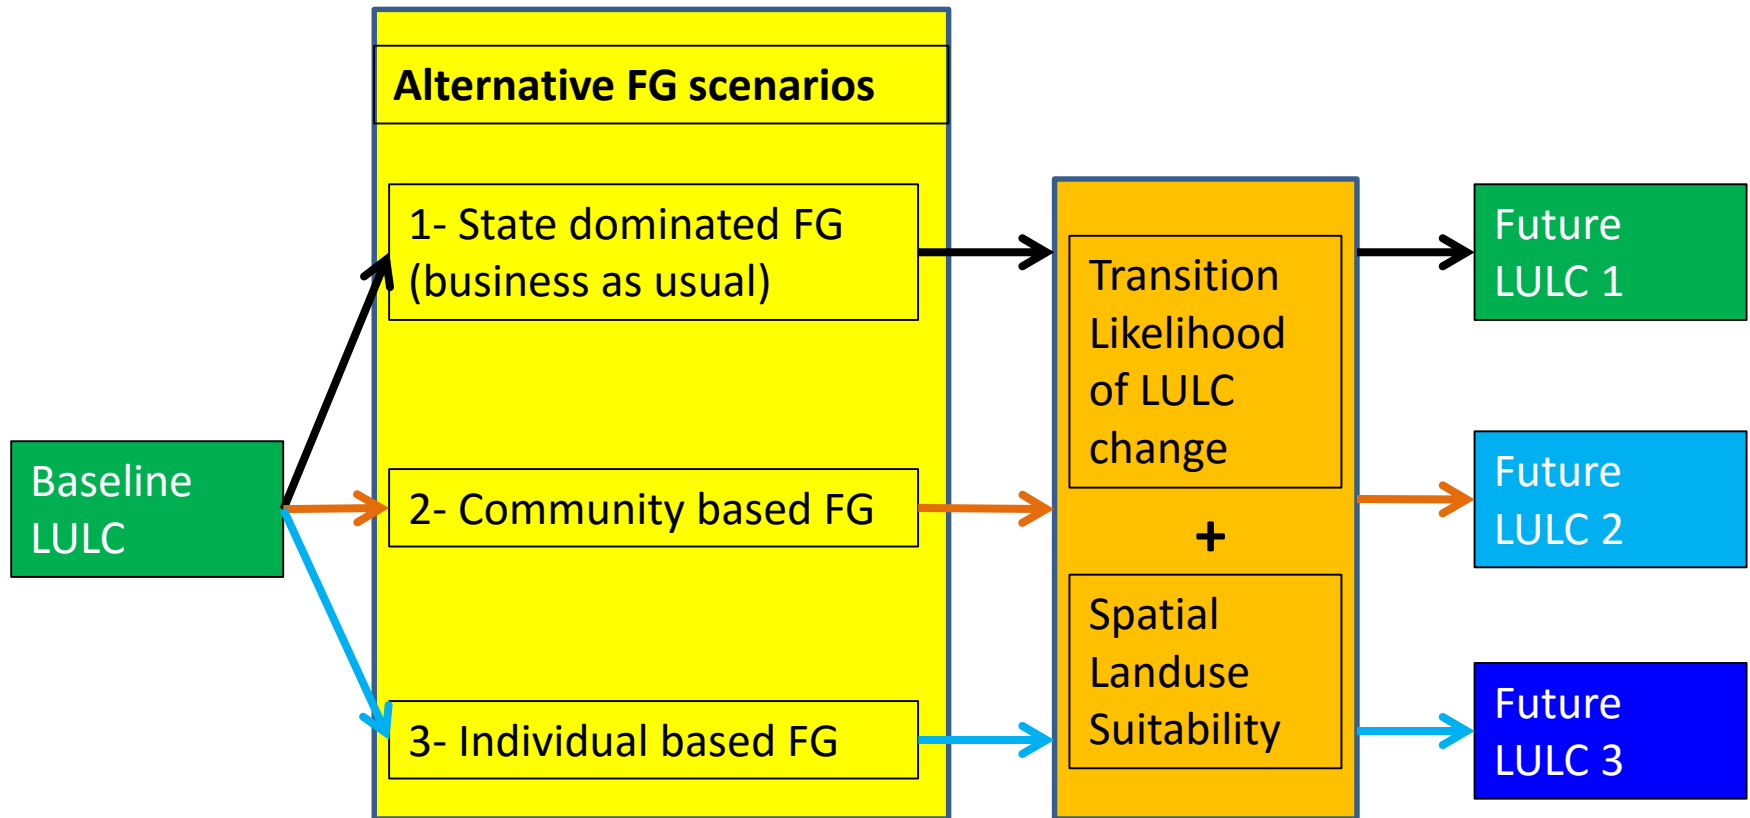 Alternative FG scenarios
1- State dominated FG
(business as usual)
2- Community based FG
3- Individual based FG
Baseline
LULC
Transition
Likelihood
of LULC
change
+
Spatial
Landuse
Suitability
Future
LULC 1
Future
LULC 2
Future
LULC 3